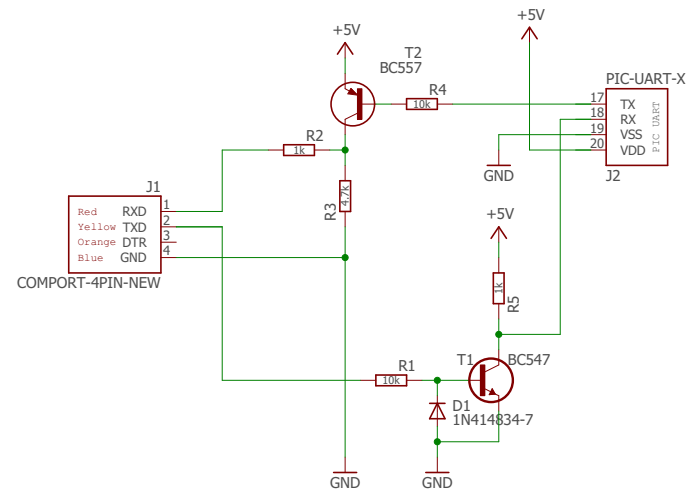 +5V
+5V
T2
BC557
R4
10k
PIC-UART-X
17 TX
18 RX
19 VSS
20 VDD
PIC UART
J2
GND
R2
1k
R3
4.7k
J1
Red RXD 1
Yellow TXD 2
Orange DTR 3
Blue GND 4
COMPORT-4PIN-NEW
+5V
1k
R5
R1
10k
T1
BC547
D1
1N414834-7
GND
GND